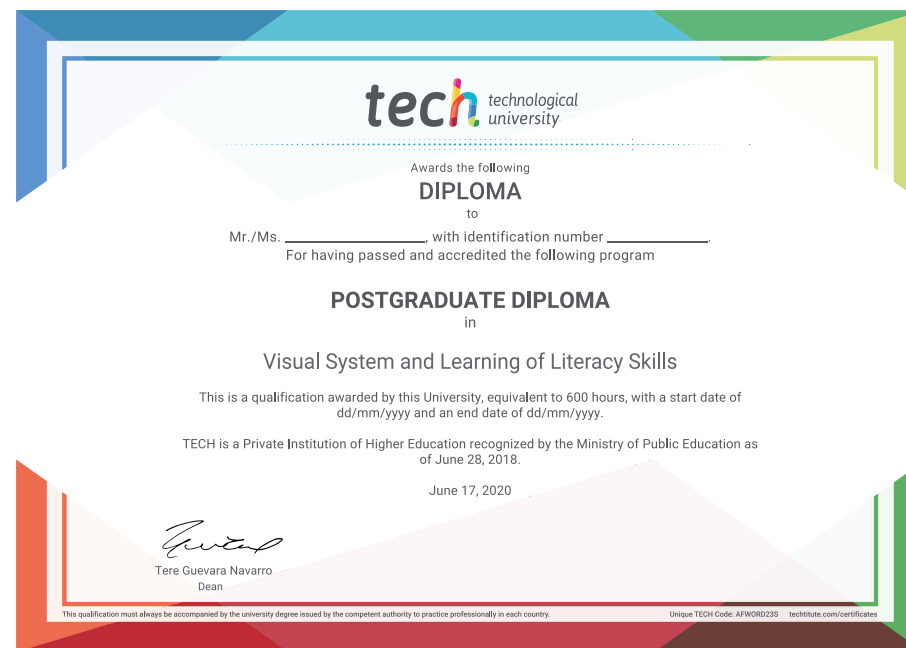 tech technological
university
Awards the following
DIPLOMA
to
Mr./Ms. ____________________, with identification number ______________.
For having passed and accredited the following program
POSTGRADUATE DIPLOMA
in
Visual System and Learning of Literacy Skills
This is a qualification awarded by this University, equivalent to 600 hours, with a start date of
dd/mm/yyyy and an end date of dd/mm/yyyy.
TECH is a Private Institution of Higher Education recognized by the Ministry of Public Education as
of June 28, 2018.
June 17, 2020
Tere Guevara Navarro
Dean
This qualification must always be accompanied by the university degree issued by the competent authority to practice professionally in each country.
Unique TECH Code: AFWORD23S techtitute.com/certificates